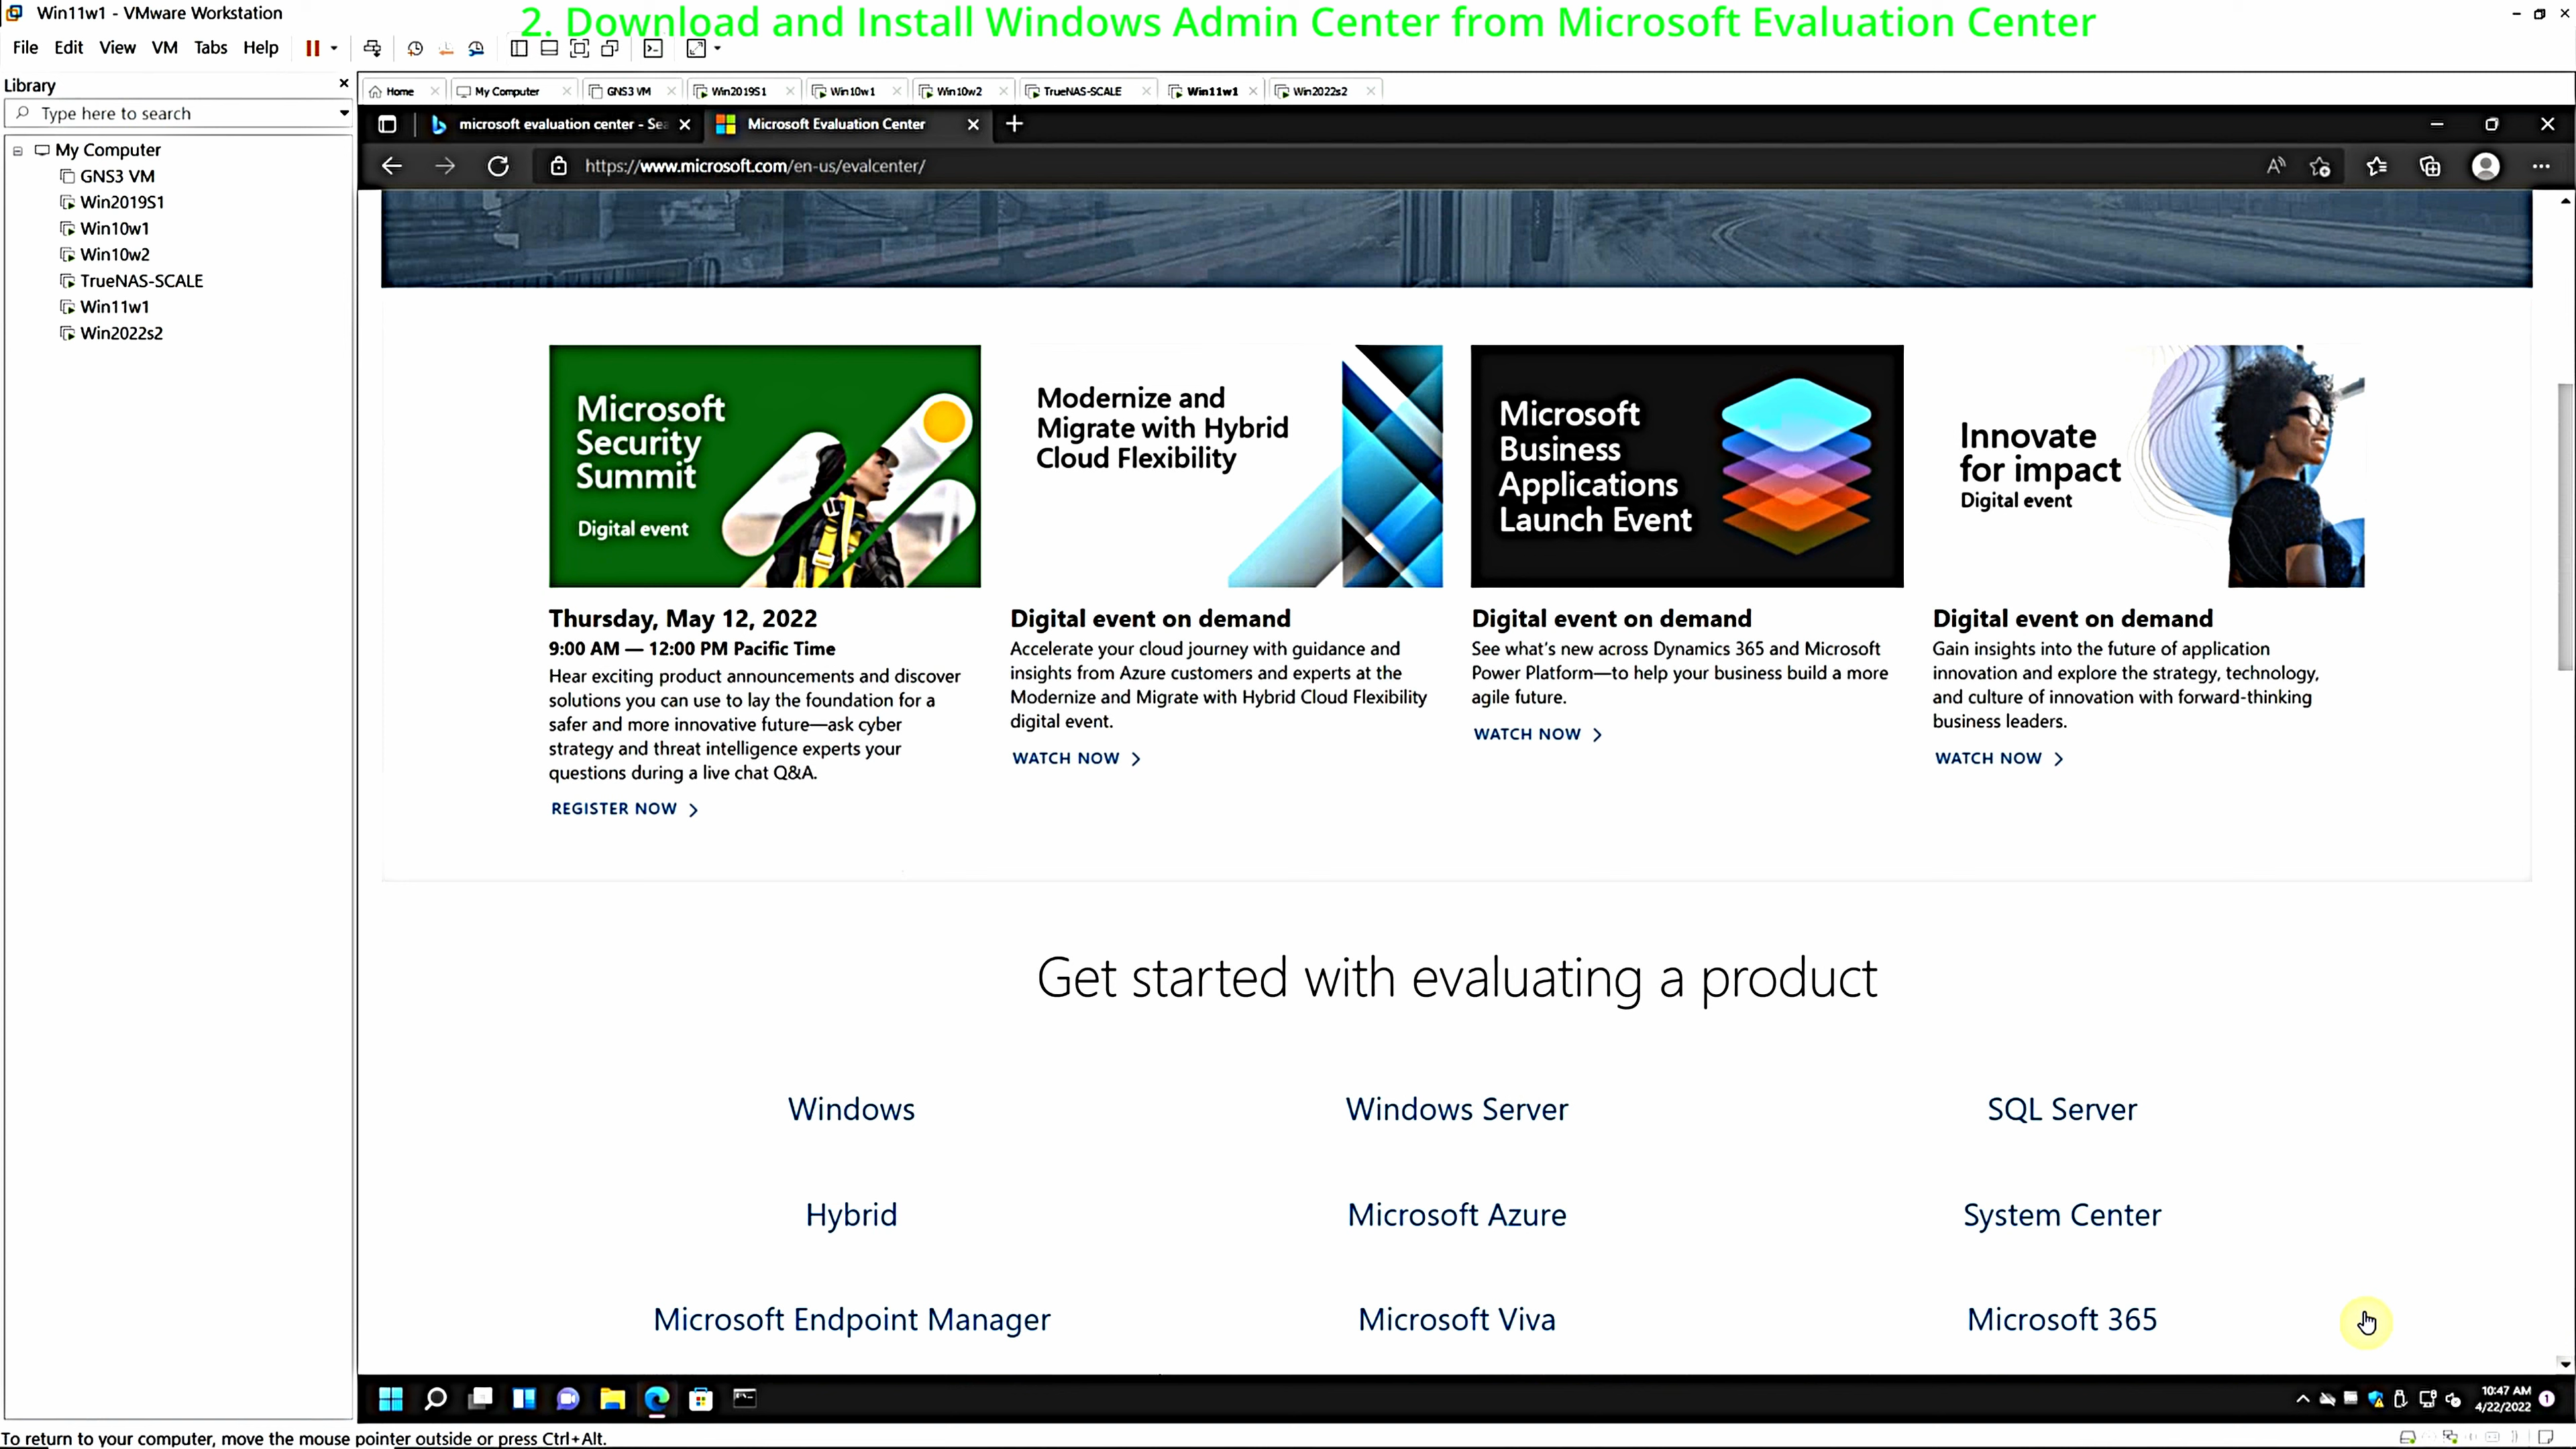 Win11w1 - VMware Workstation
2. Download and Install Windows Admin Center from Microsoft Evaluation Center
File Edit View VM Tabs Help
Library
Type here to search
My Computer
GNS3 VM
Win2019S1
Win10w1
Win10w2
TrueNAS-SCALE
Win11w1
Win2022s2
Home My Computer GNS3 VM Win2019S1 Win10w1 Win10w2 TrueNAS-SCALE Win11w1 Win2022s2
microsoft evaluation center - Sea Microsoft Evaluation Center
https://www.microsoft.com/en-us/evalcenter/
Microsoft
Security
Summit
Digital event
Thursday, May 12, 2022
9:00 AM — 12:00 PM Pacific Time
Hear exciting product announcements and discover
solutions you can use to lay the foundation for a
safer and more innovative future—ask cyber
strategy and threat intelligence experts your
questions during a live chat Q&A.
REGISTER NOW
Modernize and
Migrate with Hybrid
Cloud Flexibility
Digital event on demand
Accelerate your cloud journey with guidance and
insights from Azure customers and experts at the
Modernize and Migrate with Hybrid Cloud Flexibility
digital event.
WATCH NOW
Microsoft
Business
Applications
Launch Event
Digital event on demand
See what's new across Dynamics 365 and Microsoft
Power Platform—to help your business build a more
agile future.
WATCH NOW
Innovate
for impact
Digital event
Digital event on demand
Gain insights into the future of application
innovation and explore the strategy, technology,
and culture of innovation with forward-thinking
business leaders.
WATCH NOW
Get started with evaluating a product
Windows Windows Server SQL Server
Hybrid Microsoft Azure System Center
Microsoft Endpoint Manager Microsoft Viva Microsoft 365
10:47 AM
4/22/2022
1
To return to your computer, move the mouse pointer outside or press Ctrl+Alt.